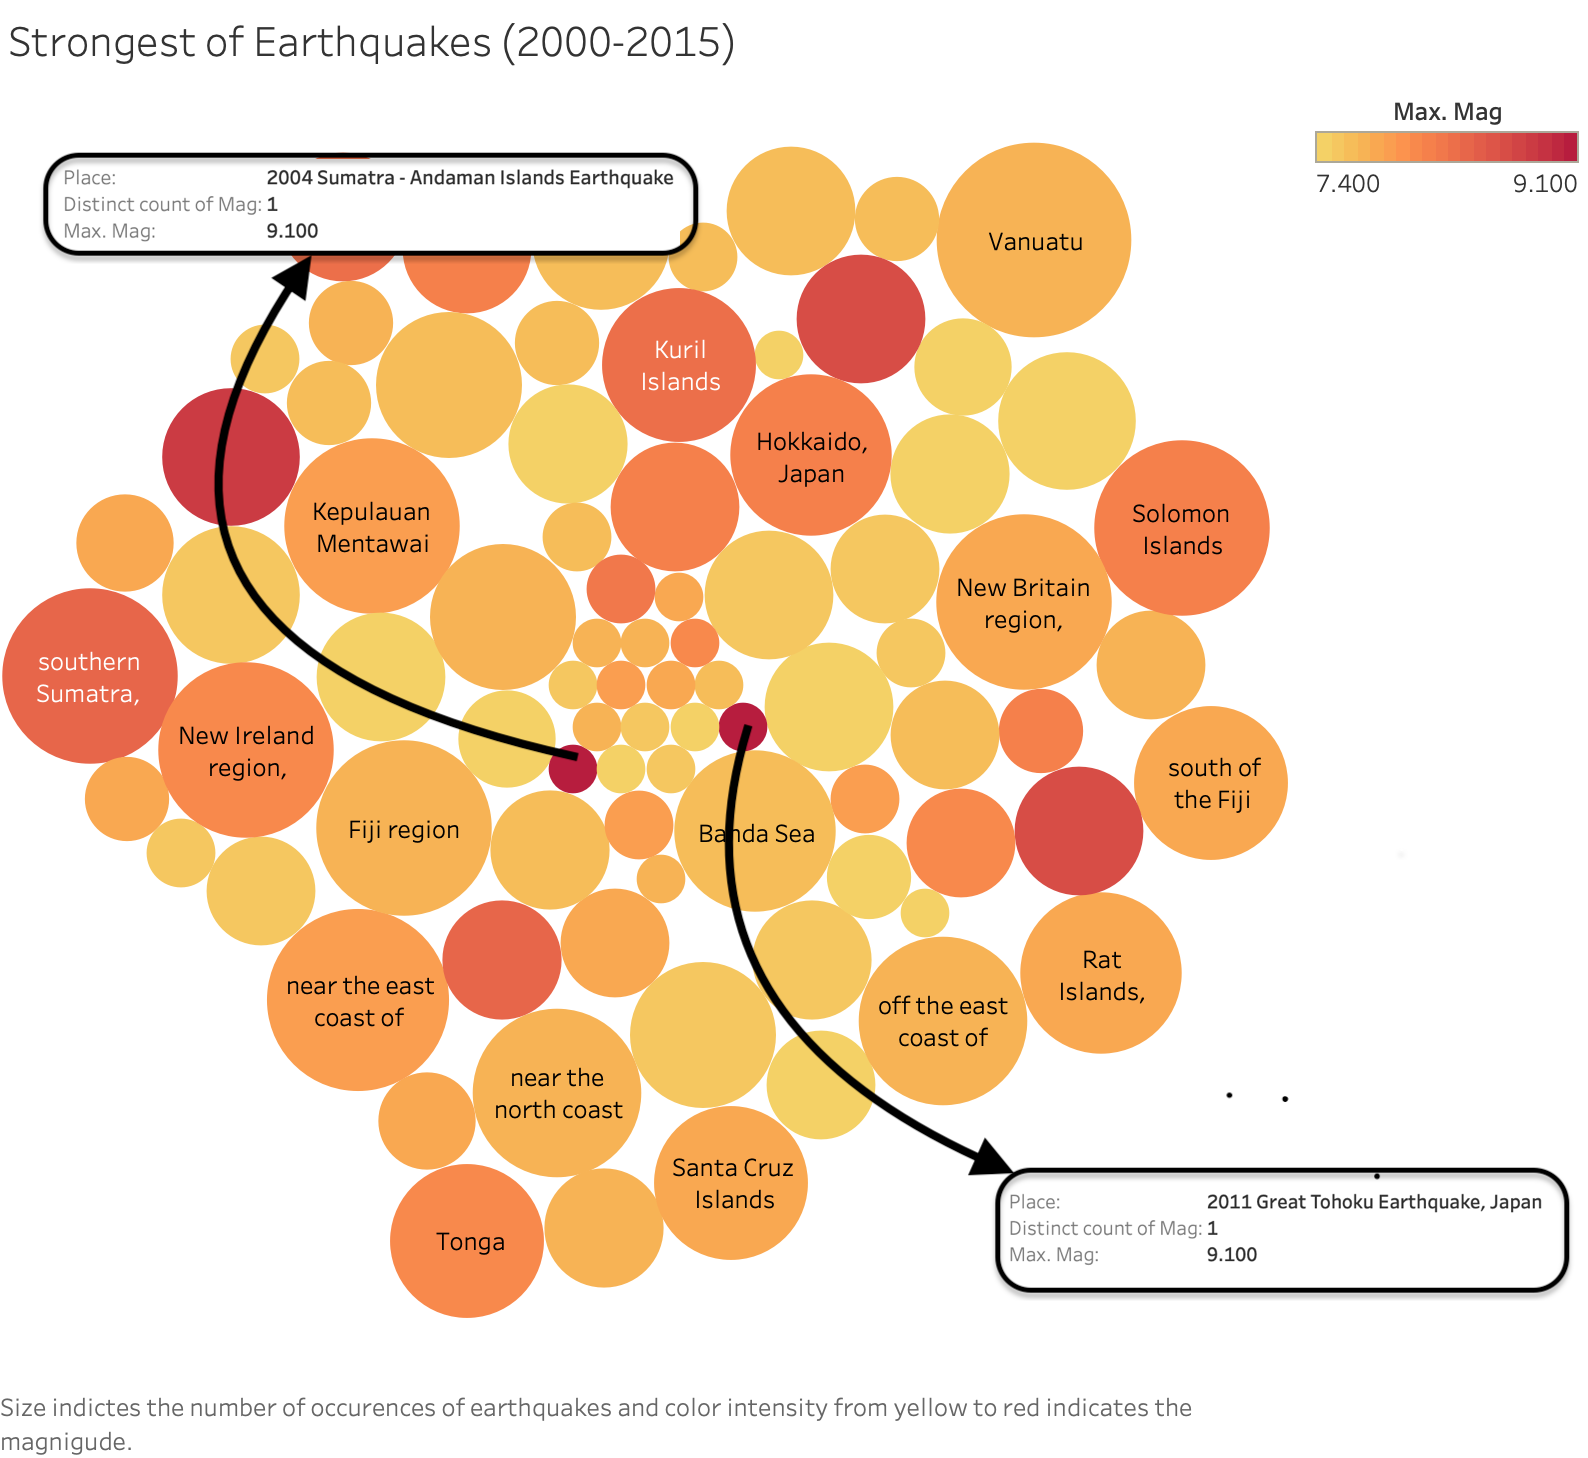 Strongest of Earthquakes (2000-2015)
Max. Mag
7.400 9.100
Place: 2004 Sumatra - Andaman Islands Earthquake
Distinct count of Mag: 1
Max. Mag: 9.100
Vanuatu
Kuril
Islands
Hokkaido,
Japan
Kepulauan
Mentawai
Solomon
Islands
New Britain
region,
southern
Sumatra,
New Ireland
region,
south of
the Fiji
Fiji region
Banda Sea
near the east
coast of
Rat
Islands,
off the east
coast of
near the
north coast
Santa Cruz
Islands
Tonga
Place: 2011 Great Tohoku Earthquake, Japan
Distinct count of Mag: 1
Max. Mag: 9.100
Size indictes the number of occurences of earthquakes and color intensity from yellow to red indicates the
magnigude.